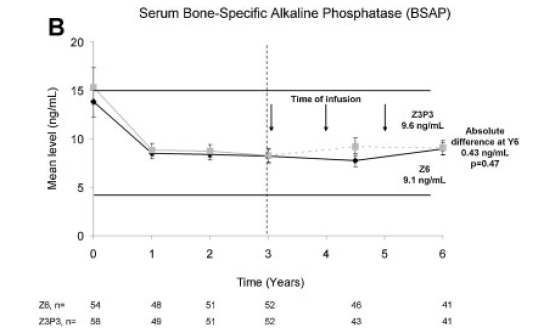 Serum Bone-Specific Alkaline Phosphatase (BSAP)
B
20
15
10
5
0
Mean level (ng/mL)
Time of infusion
Z3P3
9.6 ng/mL
Absolute
difference at Y6
0.43 ng/mL
p=0.47
Z6
9.1 ng/mL
0 1 2 3 4 5 6
Time (Years)
Z6, n= 54 48 51 52 46 41
Z3P3, n= 58 49 51 52 43 41